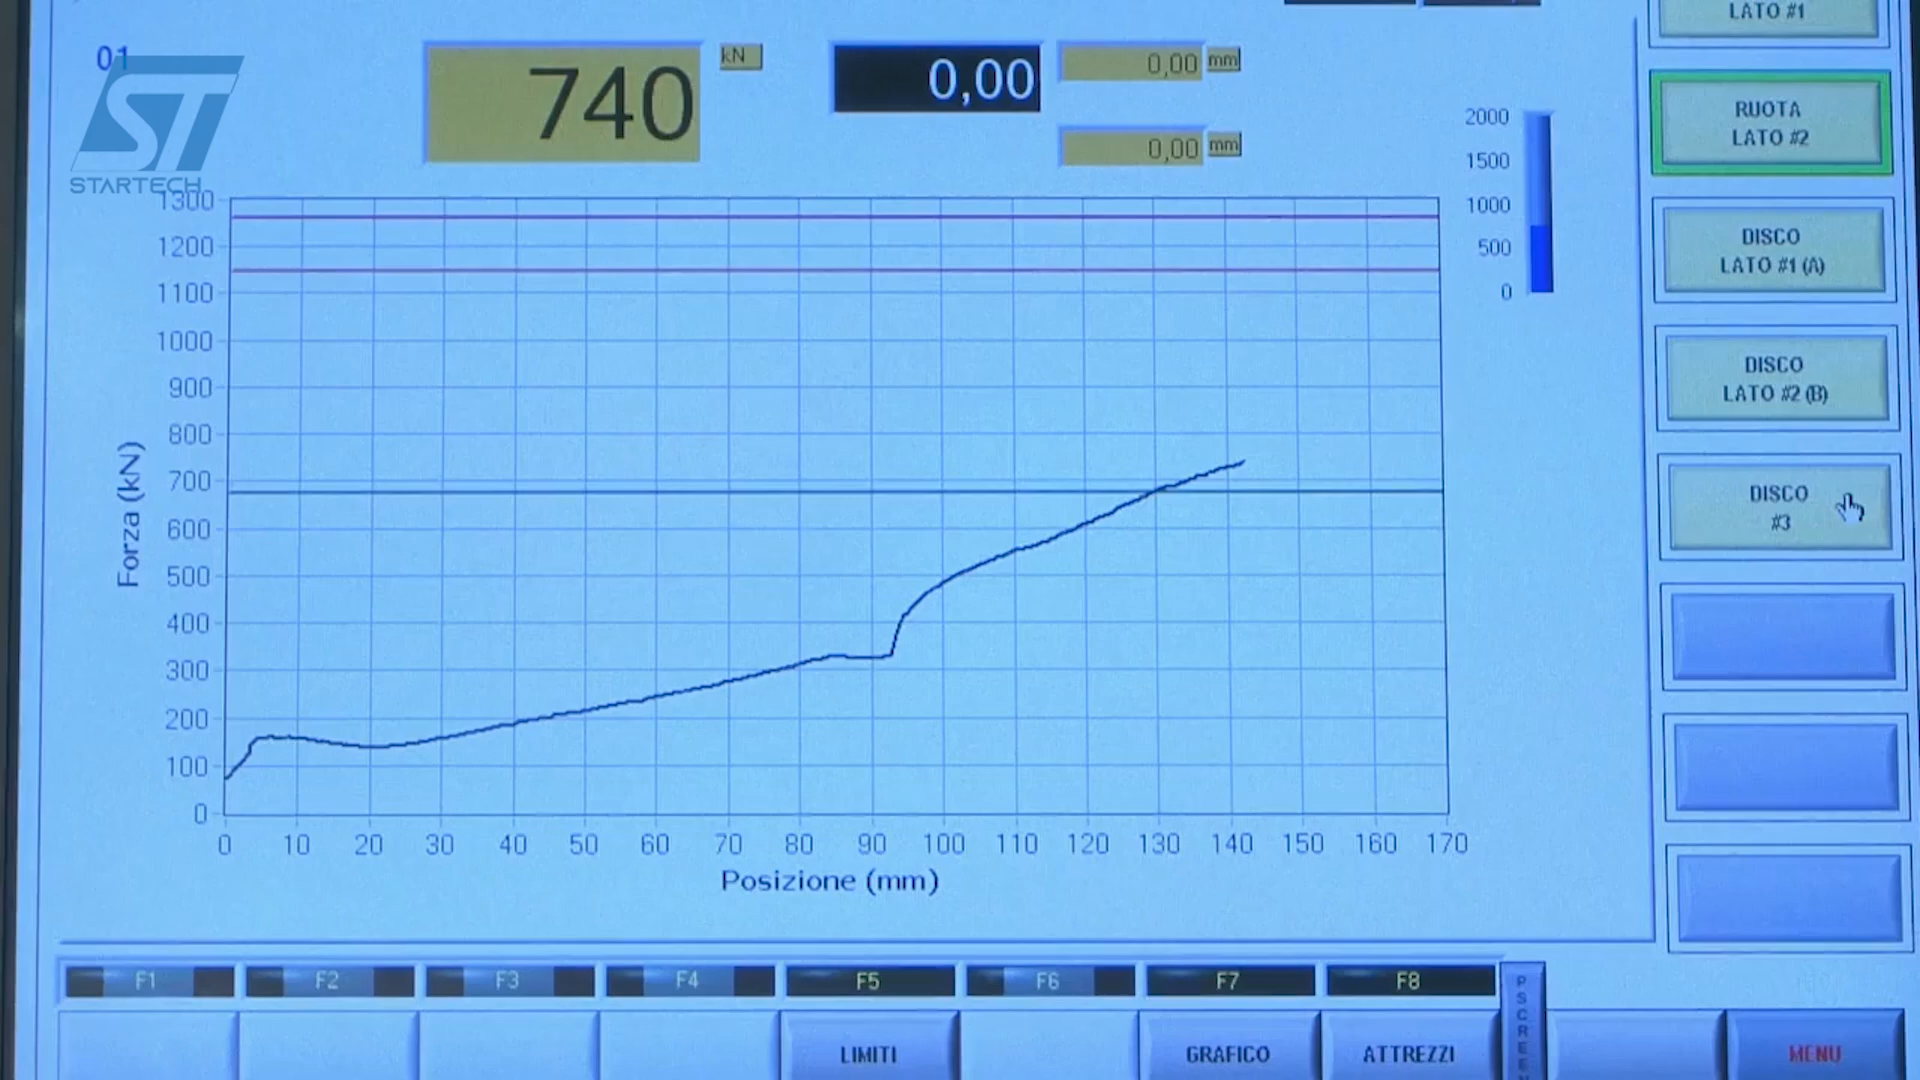 01
ST
STARTECH
740
kN
0,00
0,00 mm
0,00 mm
2000
1500
1000
500
0
1300
1200
1100
1000
900
800
700
600
500
400
300
200
100
0
Forza (kN)
0 10 20 30 40 50 60 70 80 90 100 110 120 130 140 150 160 170
Posizione (mm)
LATO #1
RUOTA
LATO #2
DISCO
LATO #1 (A)
DISCO
LATO #2 (B)
DISCO
#3
F1 F2 F3 F4 F5 F6 F7 F8
PSCREEN
LIMITI
GRAFICO
ATTREZZI
MENU